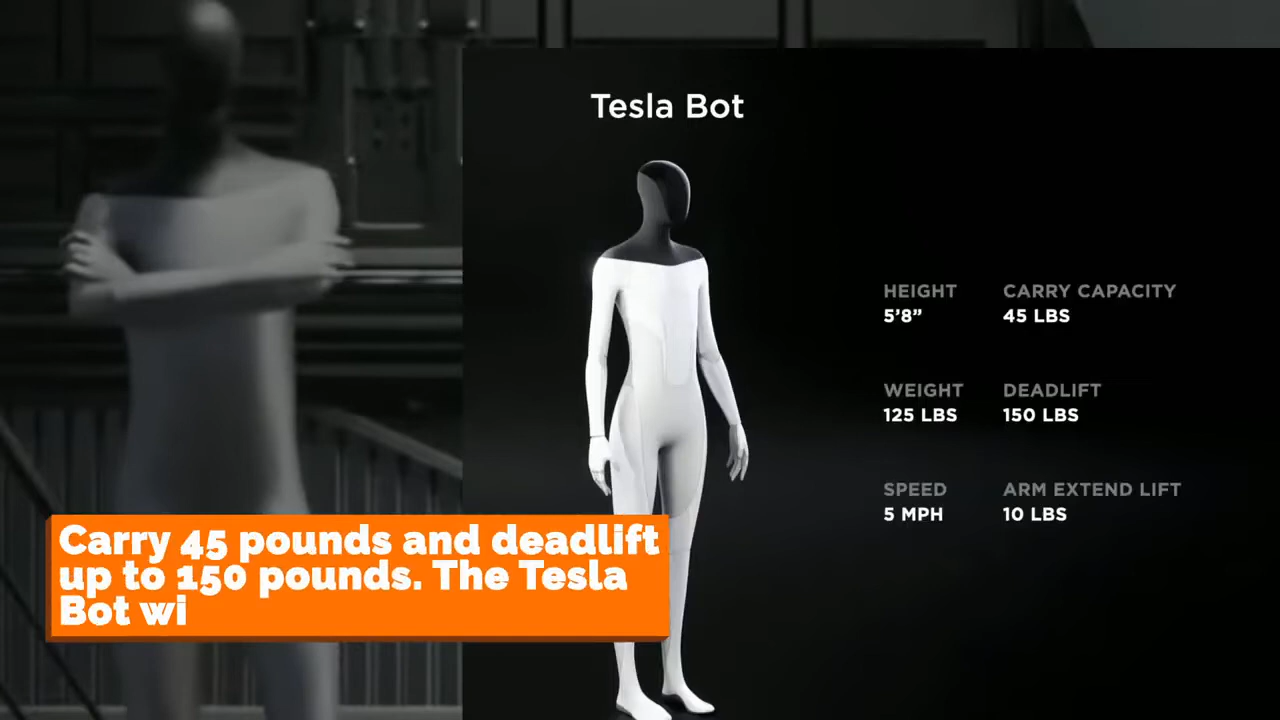 Tesla Bot
HEIGHT
5'8”
CARRY CAPACITY
45 LBS
WEIGHT
125 LBS
DEADLIFT
150 LBS
SPEED
5 MPH
ARM EXTEND LIFT
10 LBS
Carry 45 pounds and deadlift
up to 150 pounds. The Tesla
Bot wi